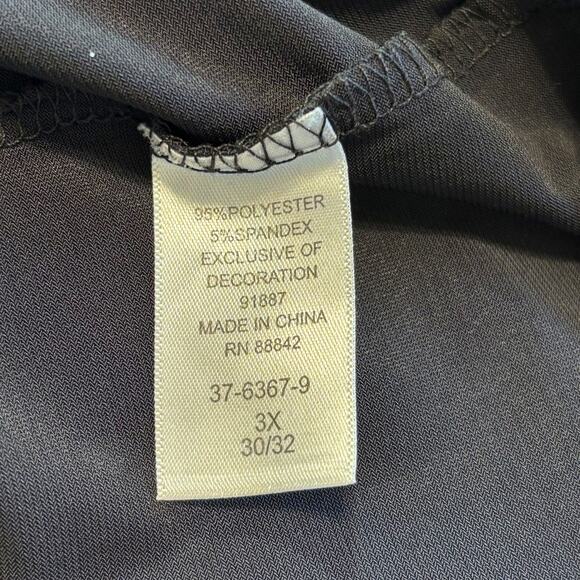 95%POLYESTER
5%SPANDEX
EXCLUSIVE OF
DECORATION
91887
MADE IN CHINA
RN 88842
37-6367-9
3X
30/32